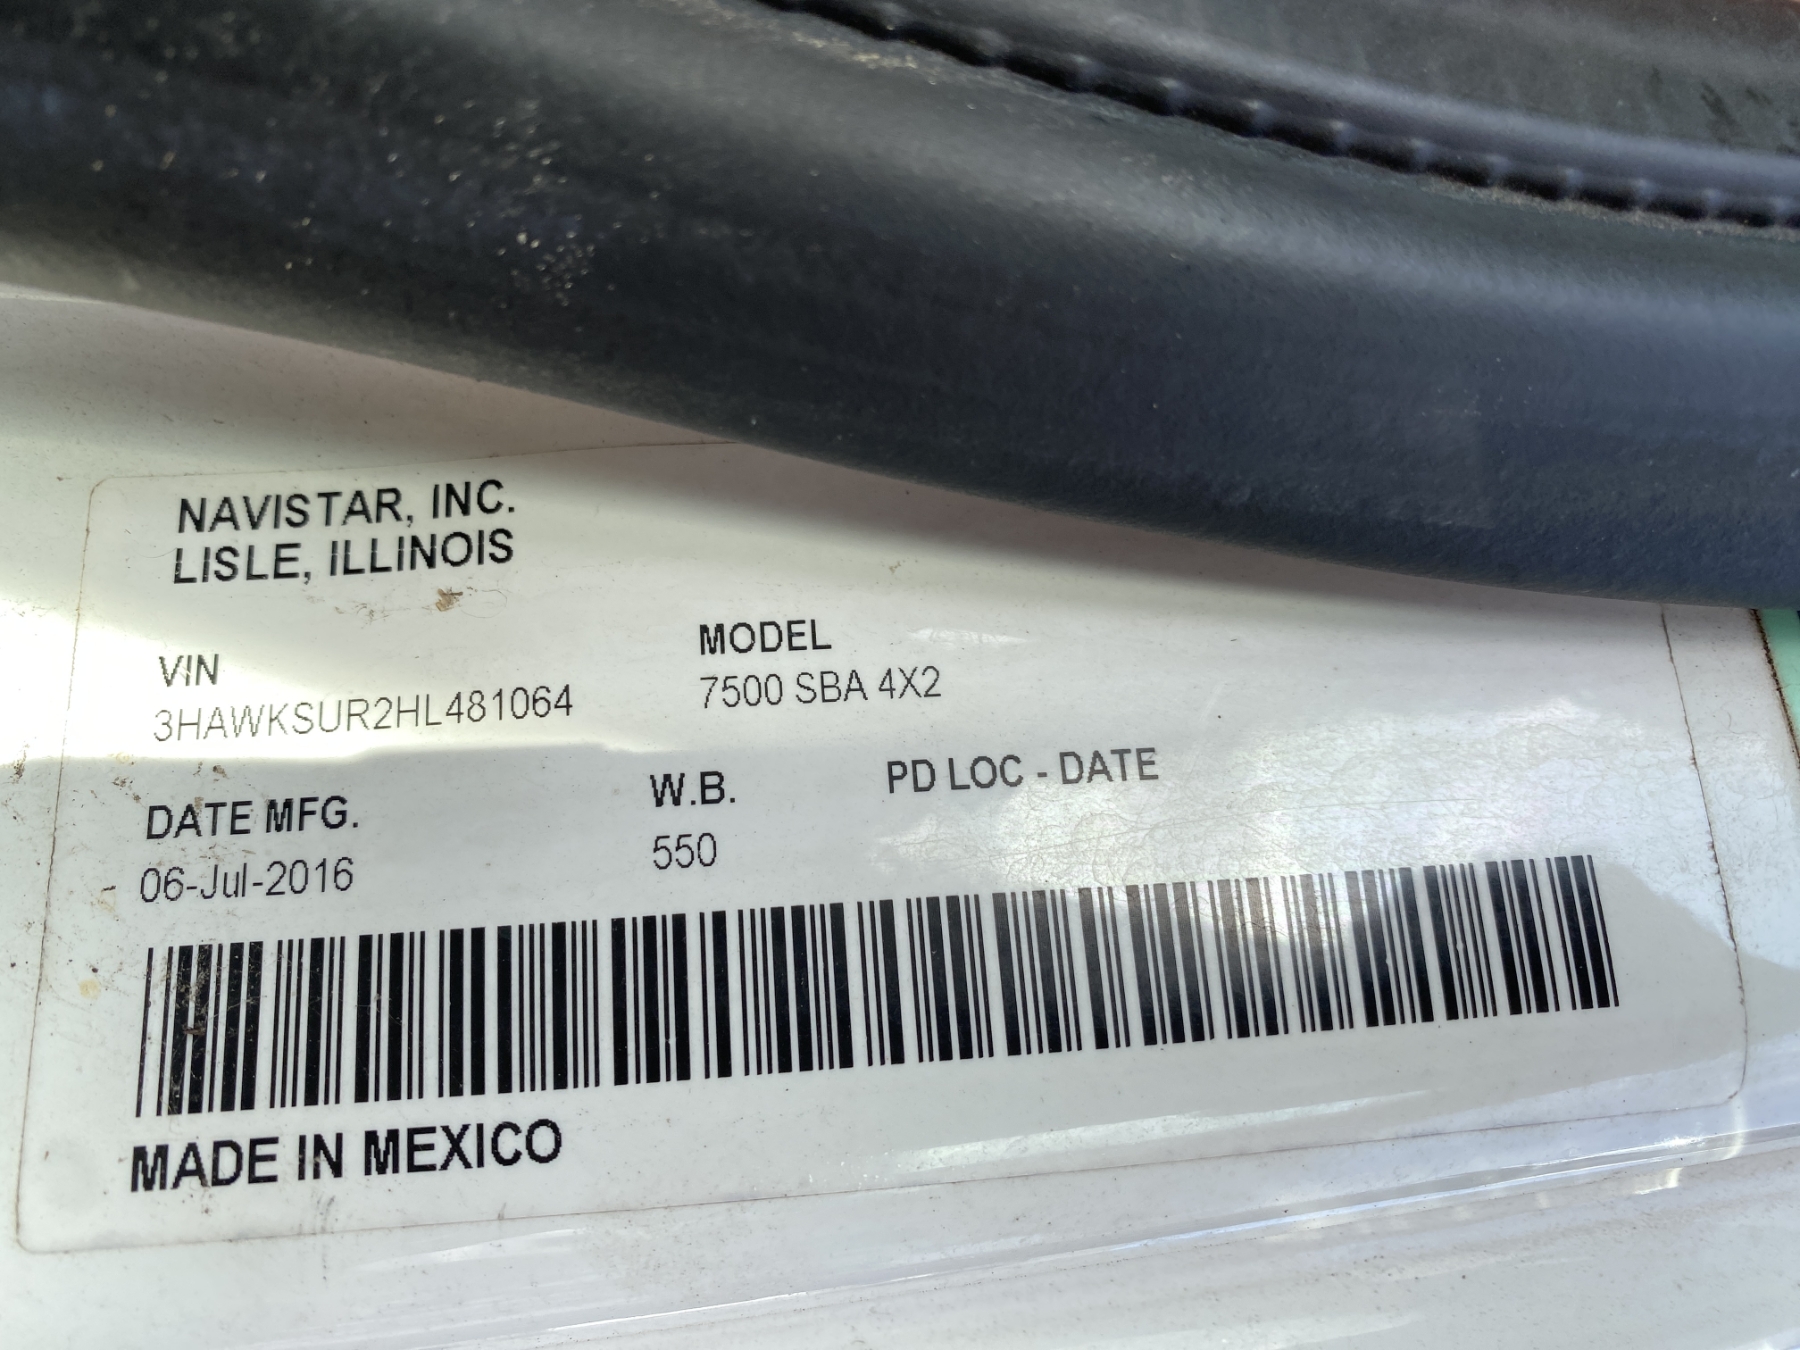 NAVISTAR, INC.
LISLE, ILLINOIS
VIN
3HAWKSUR2HL481064
MODEL
7500 SBA 4X2
DATE MFG.
06-Jul-2016
W.B.
550
PD LOC - DATE
MADE IN MEXICO